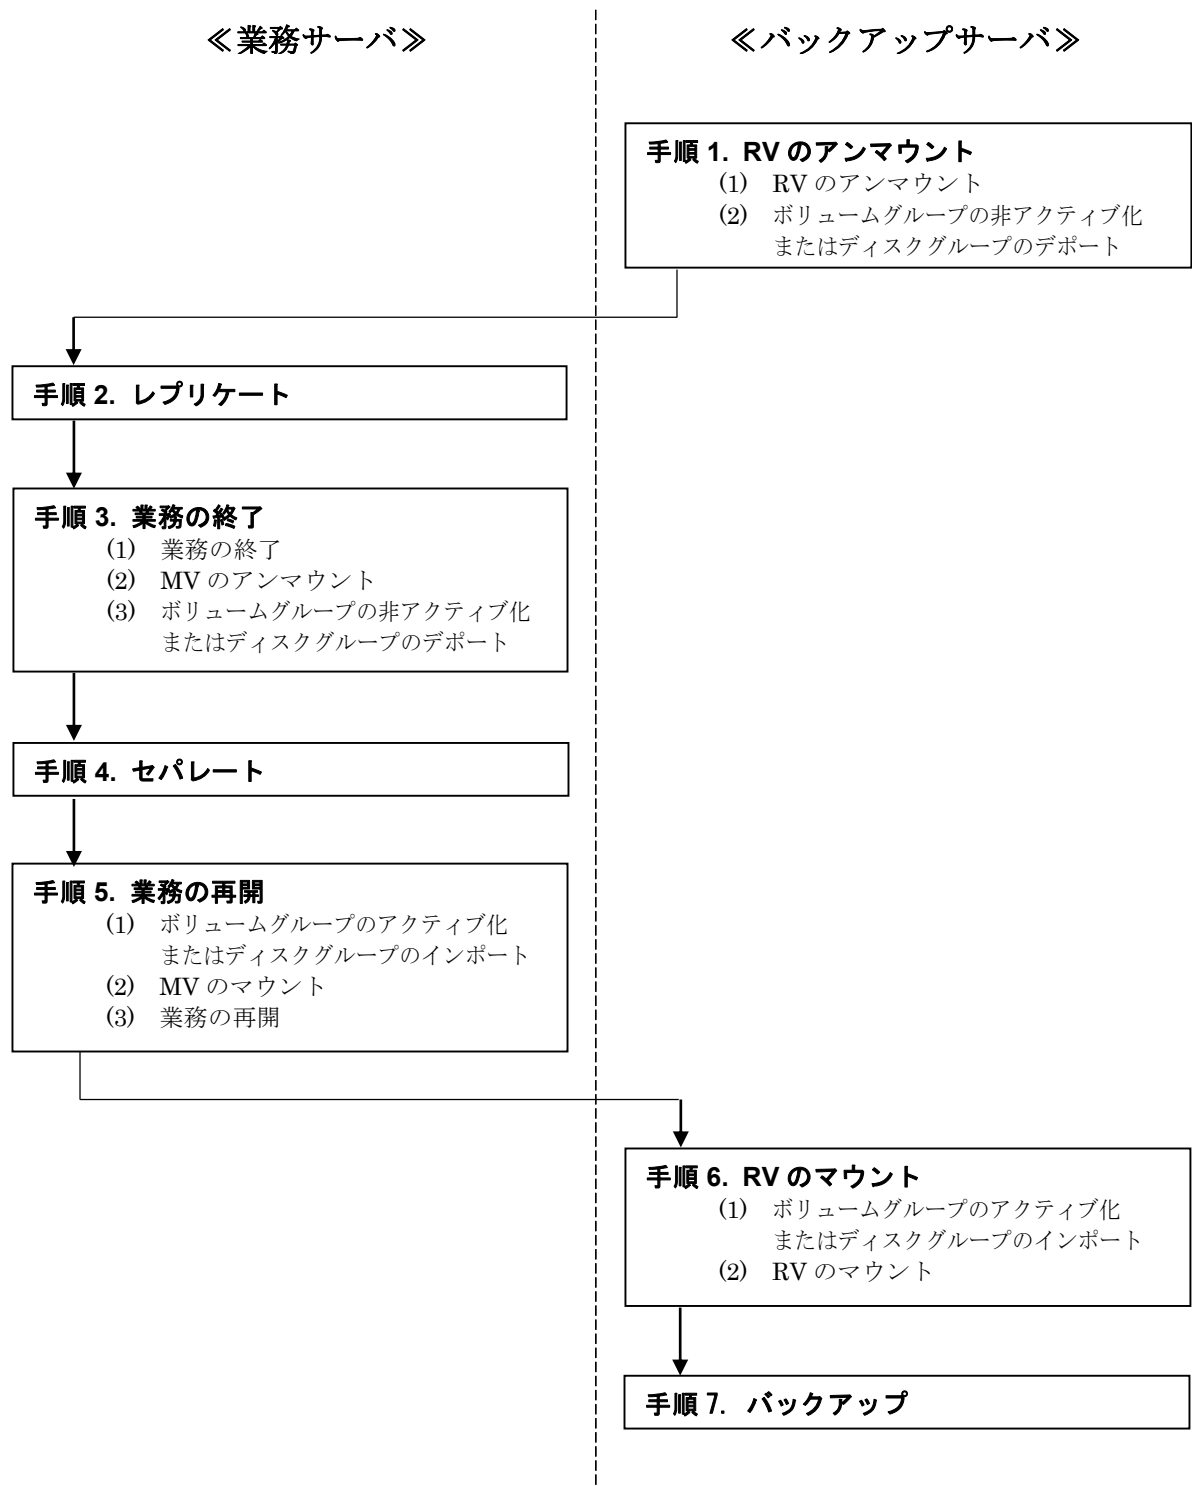 ≪業務サーバ≫
≪バックアップサーバ≫
手順 1. RV のアンマウント
(1) RV のアンマウント
(2) ボリュームグループの非アクティブ化
またはディスクグループのデポート
手順 2. レプリケート
手順 3. 業務の終了
(1) 業務の終了
(2) MV のアンマウント
(3) ボリュームグループの非アクティブ化
またはディスクグループのデポート
手順 4. セパレート
手順 5. 業務の再開
(1) ボリュームグループのアクティブ化
またはディスクグループのインポート
(2) MV のマウント
(3) 業務の再開
手順 6. RV のマウント
(1) ボリュームグループのアクティブ化
またはディスクグループのインポート
(2) RV のマウント
手順 7. バックアップ